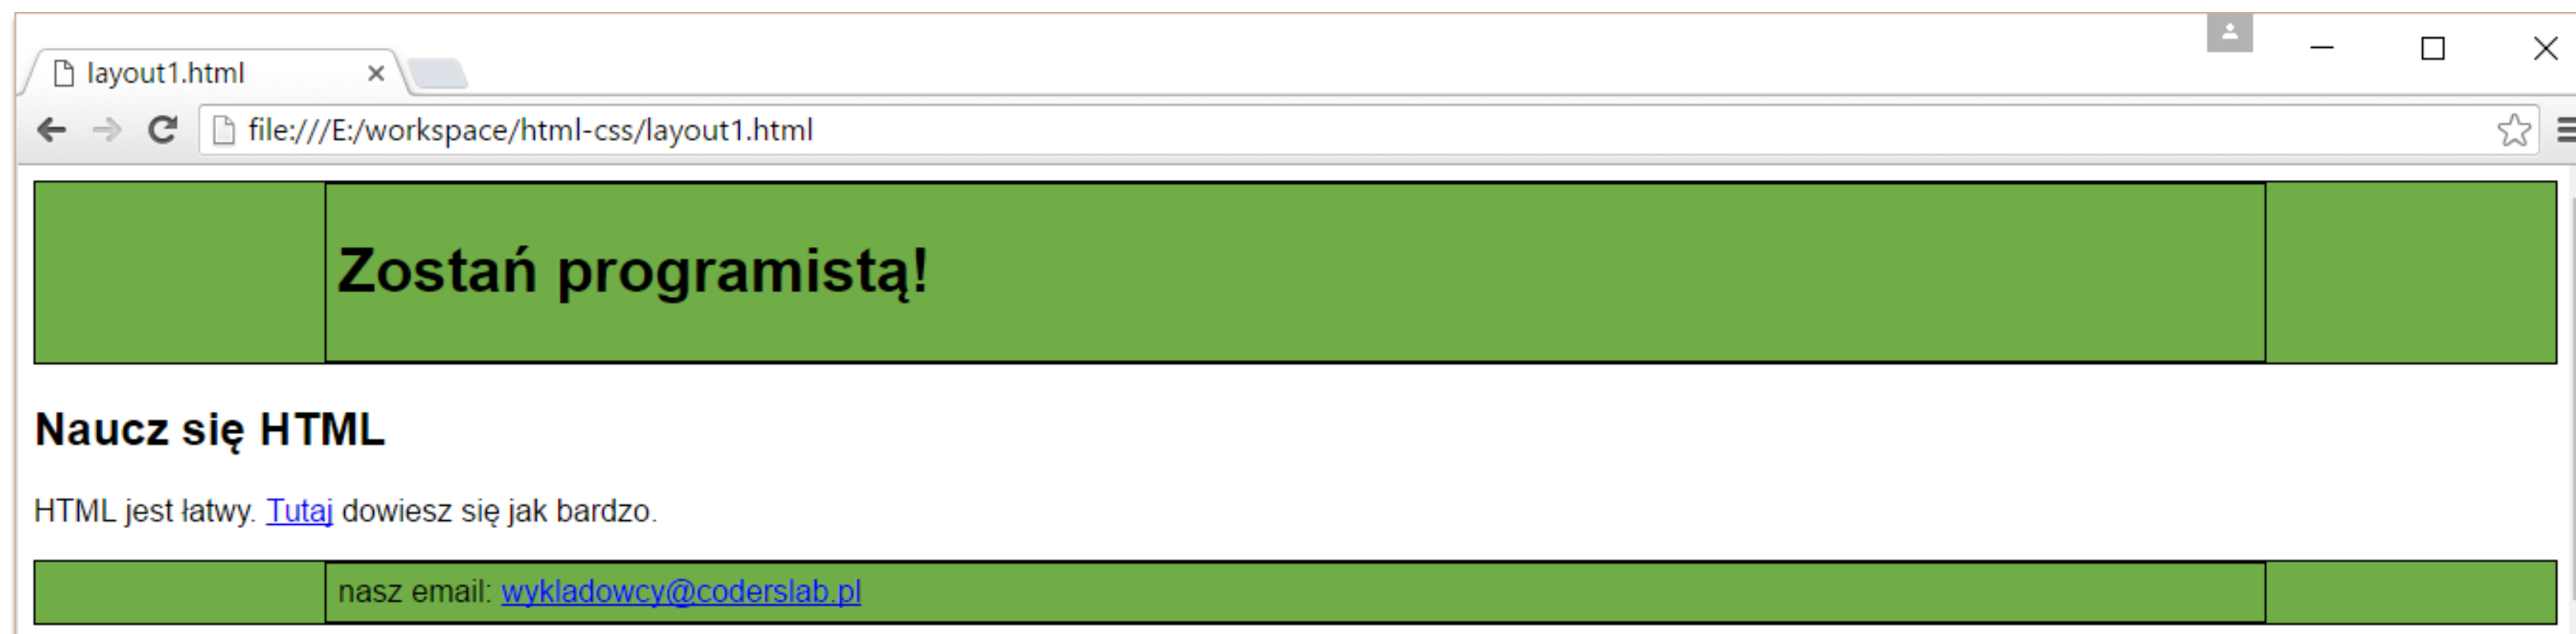 layout1.html
file:///E:/workspace/html-css/layout1.html
Zostań programistą!
Naucz się HTML
HTML jest łatwy. Tutaj dowiesz się jak bardzo.
nasz email: wykladowcy@coderslab.pl